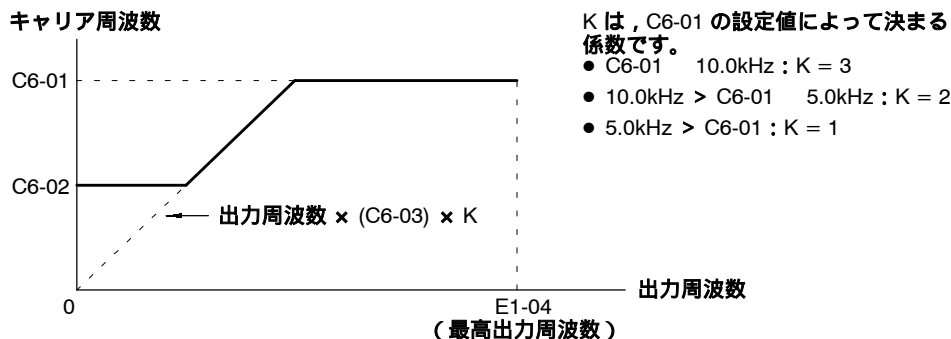 キャリア周波数
C6-01
C6-02
出力周波数 × (C6-03) × K
0
E1-04
(最高出力周波数)
出力周波数
K は , C6-01 の設定値によって決まる
係数です。
● C6-01 10.0kHz : K = 3
● 10.0kHz > C6-01 5.0kHz : K = 2
● 5.0kHz > C6-01 : K = 1